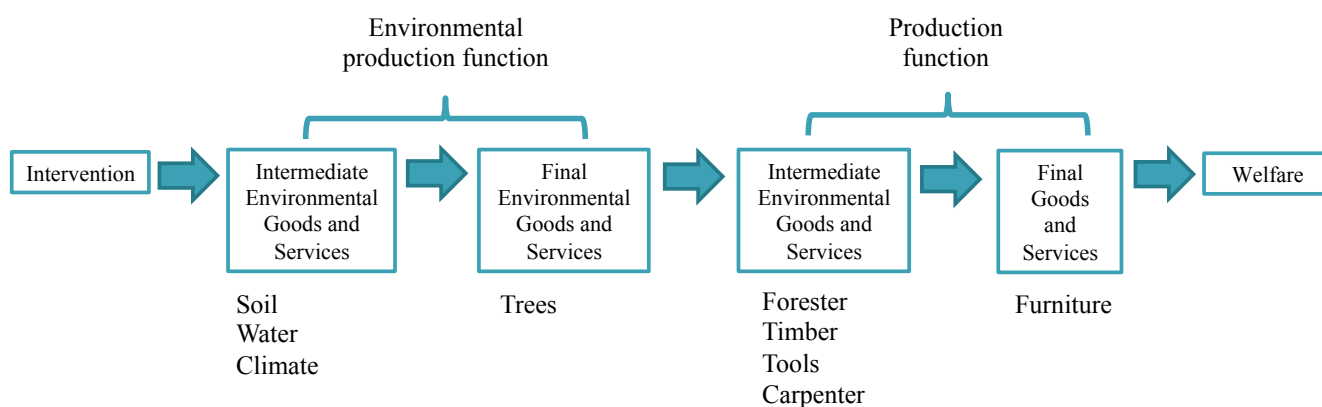 Environmental
production function
Production
function
Intervention
Intermediate
Environmental
Goods and
Services
Final
Environmental
Goods and
Services
Intermediate
Environmental
Goods and
Services
Final
Goods
and
Services
Welfare
Soil
Water
Climate
Trees
Forester
Timber
Tools
Carpenter
Furniture